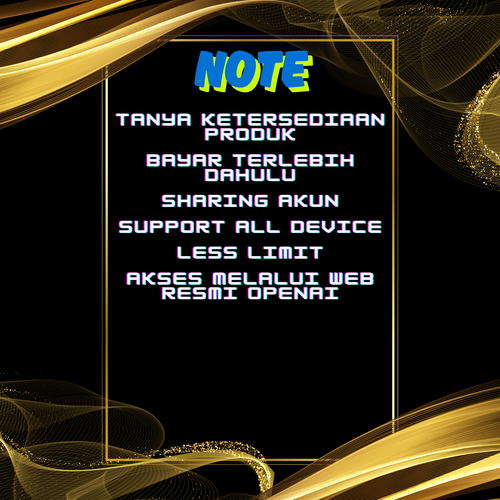 NOTE
TANYA KETERSEDIAAN
PRODUK
BAYAR TERLEBIH
DAHULU
SHARING AKUN
SUPPORT ALL DEVICE
LESS LIMIT
AKSES MELALUI WEB
RESMI OPENAI